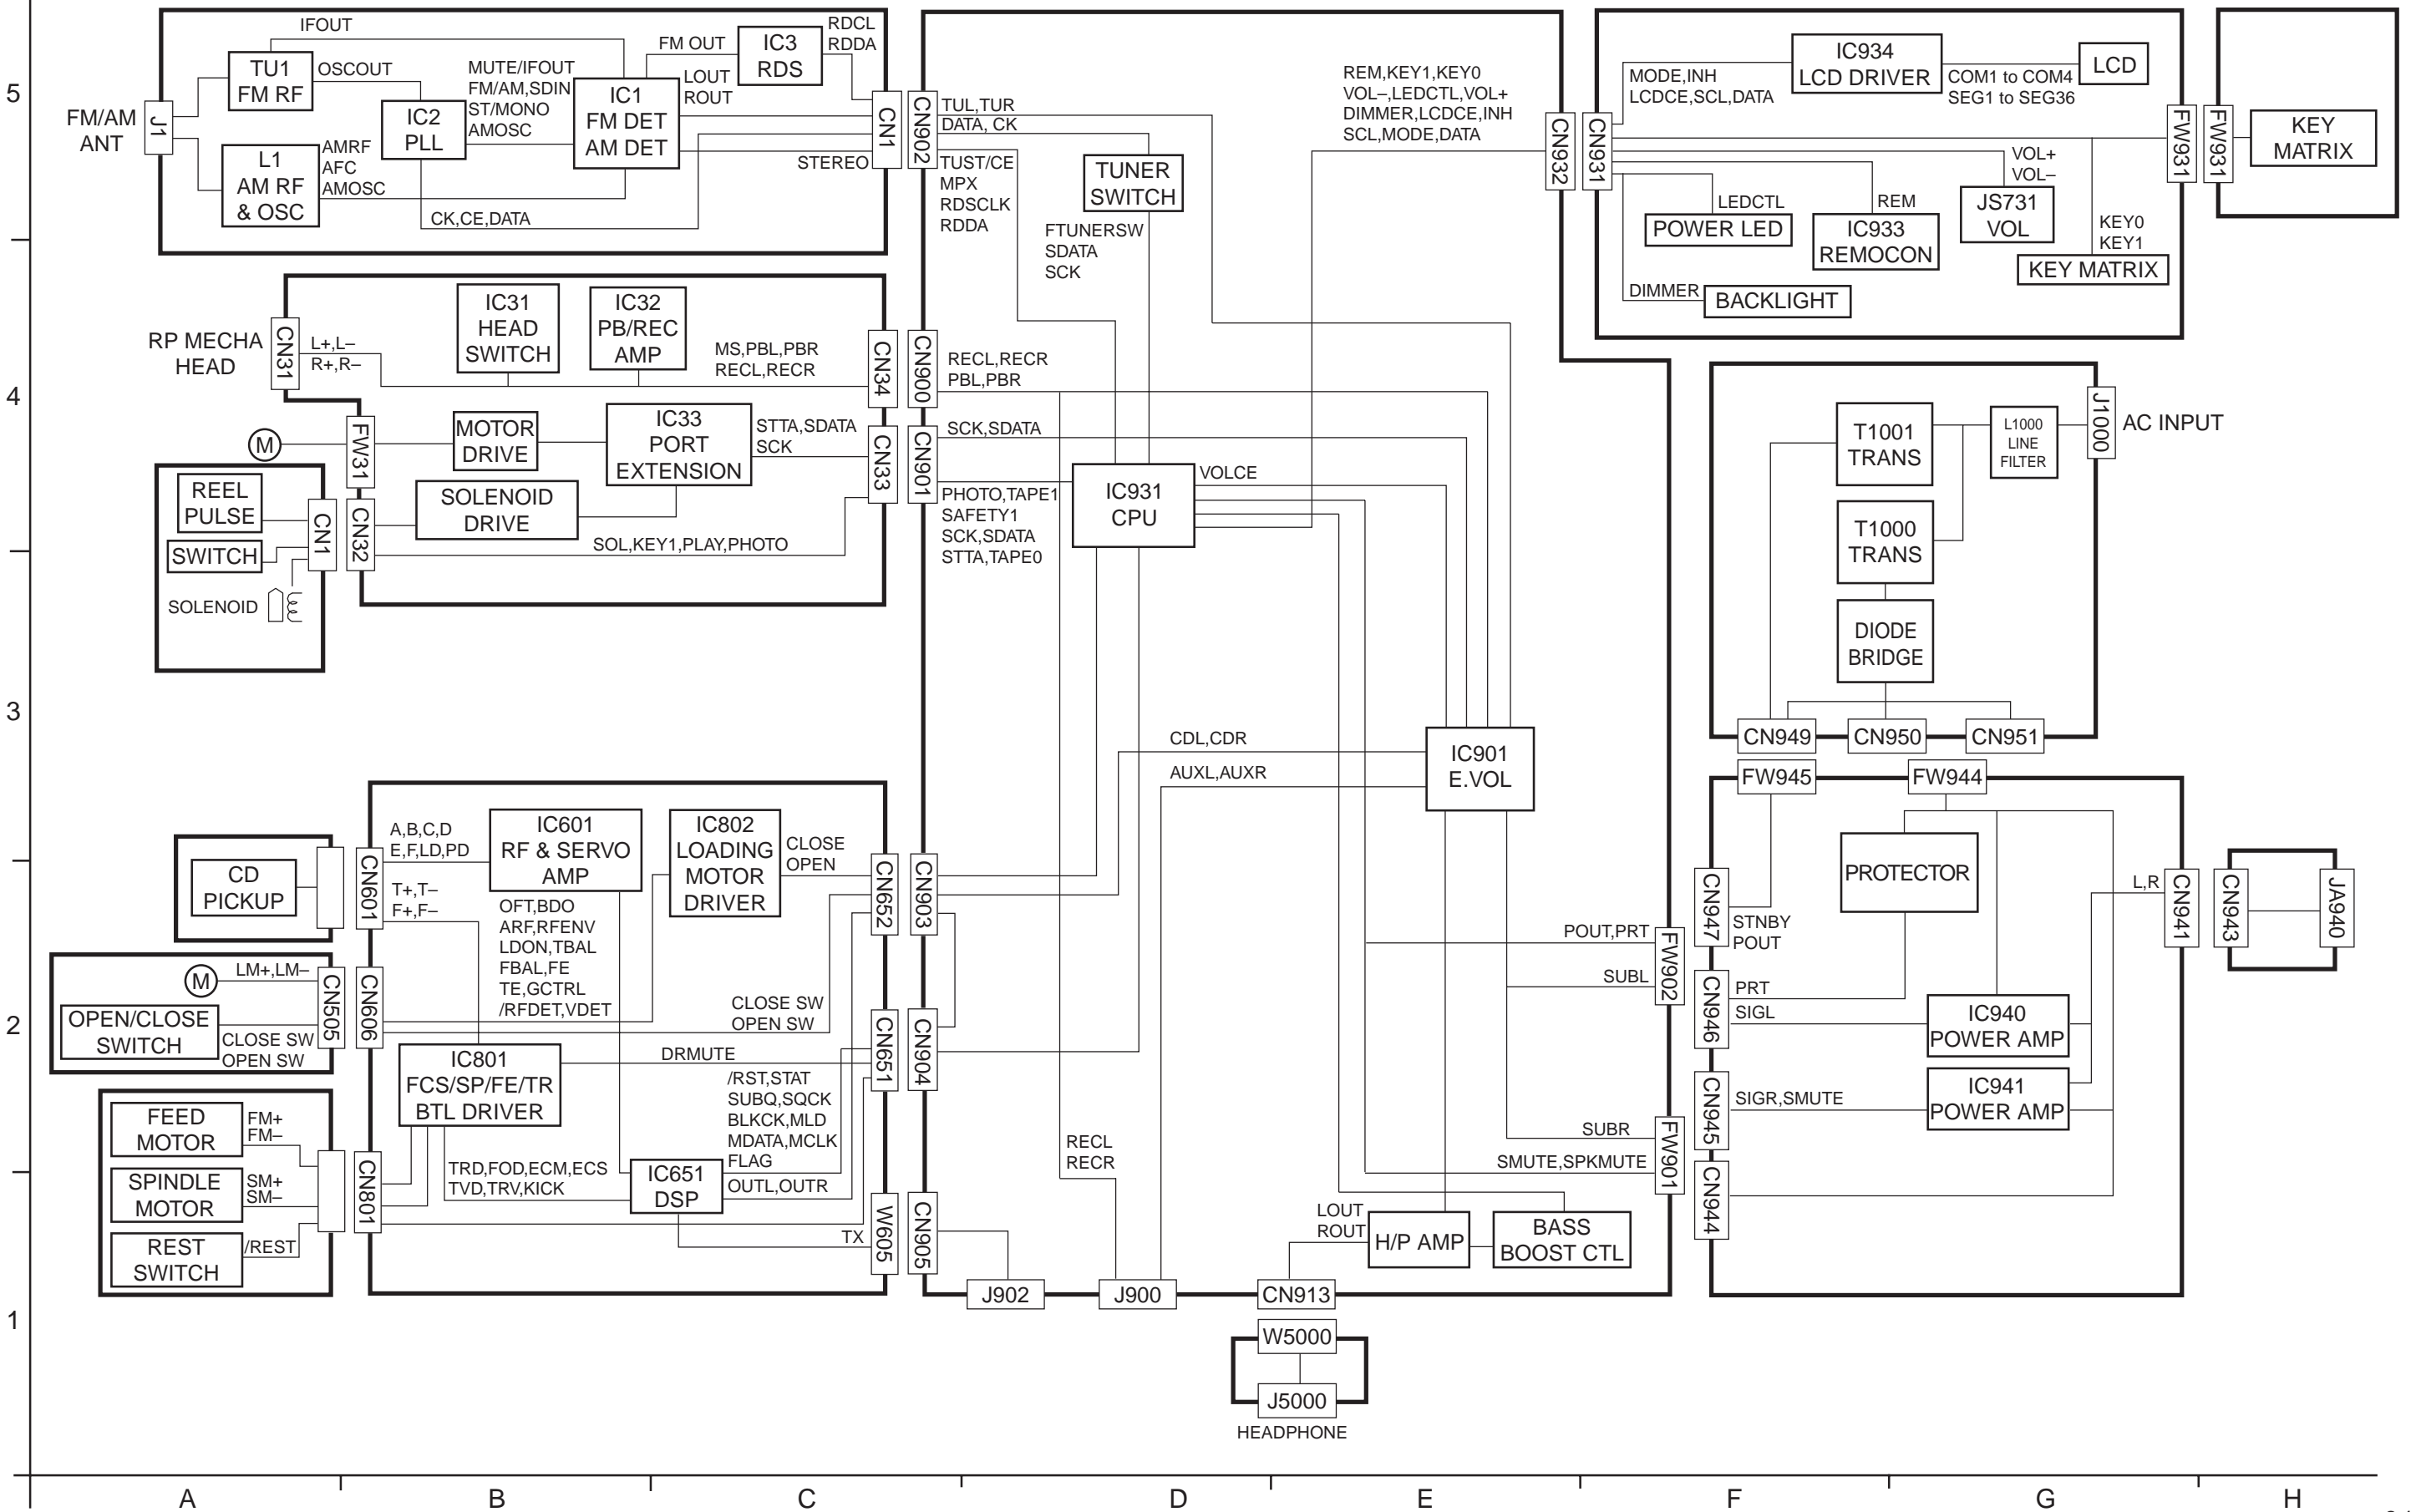 5
4
3
2
1
FM/AM
ANT
J1
IFOUT
TU1
FM RF
OSCOUT
L1
AM RF
& OSC
AMRF
AFC
AMOSC
IC2
PLL
MUTE/IFOUT
FM/AM,SDIN
ST/MONO
AMOSC
CK,CE,DATA
IC1
FM DET
AM DET
FM OUT
LOUT
ROUT
IC3
RDS
RDCL
RDDA
STEREO
CN1
CN902
TUL,TUR
DATA, CK
TUST/CE
MPX
RDSCLK
RDDA
TUNER
SWITCH
FTUNERSW
SDATA
SCK
REM,KEY1,KEY0
VOL–,LEDCTL,VOL+
DIMMER,LCDCE,INH
SCL,MODE,DATA
CN932
CN931
MODE,INH
LCDCE,SCL,DATA
IC934
LCD DRIVER
COM1 to COM4
SEG1 to SEG36
LCD
LEDCTL
POWER LED
REM
IC933
REMOCON
VOL+
VOL–
JS731
VOL
KEY0
KEY1
KEY MATRIX
DIMMER
BACKLIGHT
FW931
FW931
KEY
MATRIX
RP MECHA
HEAD
CN31
L+,L–
R+,R–
IC31
HEAD
SWITCH
IC32
PB/REC
AMP
MS,PBL,PBR
RECL,RECR
CN34
CN900
RECL,RECR
PBL,PBR
M
FW31
MOTOR
DRIVE
IC33
PORT
EXTENSION
STTA,SDATA
SCK
CN33
CN901
SCK,SDATA
PHOTO,TAPE1
SAFETY1
SCK,SDATA
STTA,TAPE0
REEL
PULSE
SWITCH
SOLENOID
CN1
CN32
SOLENOID
DRIVE
SOL,KEY1,PLAY,PHOTO
IC931
CPU
VOLCE
T1001
TRANS
L1000
LINE
FILTER
J1000
AC INPUT
T1000
TRANS
DIODE
BRIDGE
CN949
CN950
CN951
CDL,CDR
AUXL,AUXR
IC901
E.VOL
FW945
FW944
CD
PICKUP
CN601
A,B,C,D
E,F,LD,PD
T+,T–
F+,F–
IC601
RF & SERVO
AMP
OFT,BDO
ARF,RFENV
LDON,TBAL
FBAL,FE
TE,GCTRL
/RFDET,VDET
IC802
LOADING
MOTOR
DRIVER
CLOSE
OPEN
CN652
CN903
M
LM+,LM–
OPEN/CLOSE
SWITCH
CLOSE SW
OPEN SW
CN505
CN606
CLOSE SW
OPEN SW
IC801
FCS/SP/FE/TR
BTL DRIVER
DRMUTE
/RST,STAT
SUBQ,SQCK
BLKCK,MLD
MDATA,MCLK
FLAG
CN651
CN904
FEED
MOTOR
FM+
FM–
SPINDLE
MOTOR
SM+
SM–
REST
SWITCH
/REST
CN801
TRD,FOD,ECM,ECS
TVD,TRV,KICK
IC651
DSP
OUTL,OUTR
TX
W605
CN905
RECL
RECR
J902
J900
CN913
LOUT
ROUT
H/P AMP
BASS
BOOST CTL
POUT,PRT
SUBL
FW902
SUBR
SMUTE,SPKMUTE
FW901
CN947
STNBY
POUT
PROTECTOR
CN946
PRT
SIGL
IC940
POWER AMP
CN945
SIGR,SMUTE
IC941
POWER AMP
CN944
L,R
CN941
CN943
JA940
W5000
J5000
HEADPHONE
A
B
C
D
E
F
G
H